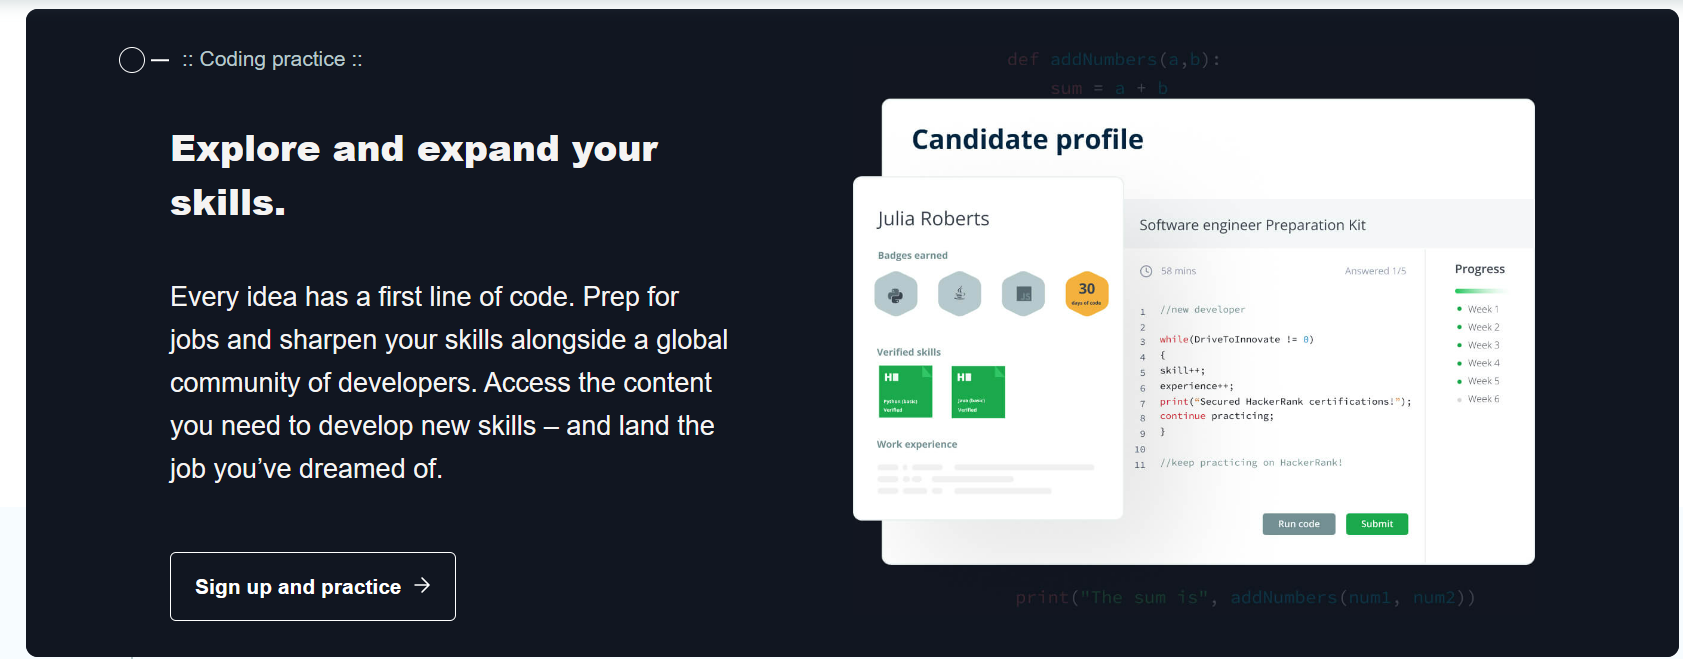 :: Coding practice ::
Explore and expand your
skills.
Every idea has a first line of code. Prep for
jobs and sharpen your skills alongside a global
community of developers. Access the content
you need to develop new skills – and land the
job you’ve dreamed of.
Sign up and practice →
def addNumbers(a,b):
sum = a + b
Candidate profile
Julia Roberts
Badges earned
JS
30
days of code
Verified skills
H
Python (basic)
Verified
H
Java (basic)
Verified
Work experience
Software engineer Preparation Kit
58 mins
Answered 1/5
1 //new developer
2
3 while(DriveToInnovate != 0)
4 {
5 skill++;
6 experience++;
7 print(“Secured HackerRank certifications!”);
8 continue practicing;
9 }
10
11 //keep practicing on HackerRank!
Run code
Submit
Progress
Week 1
Week 2
Week 3
Week 4
Week 5
Week 6
print("The sum is", addNumbers(num1, num2))